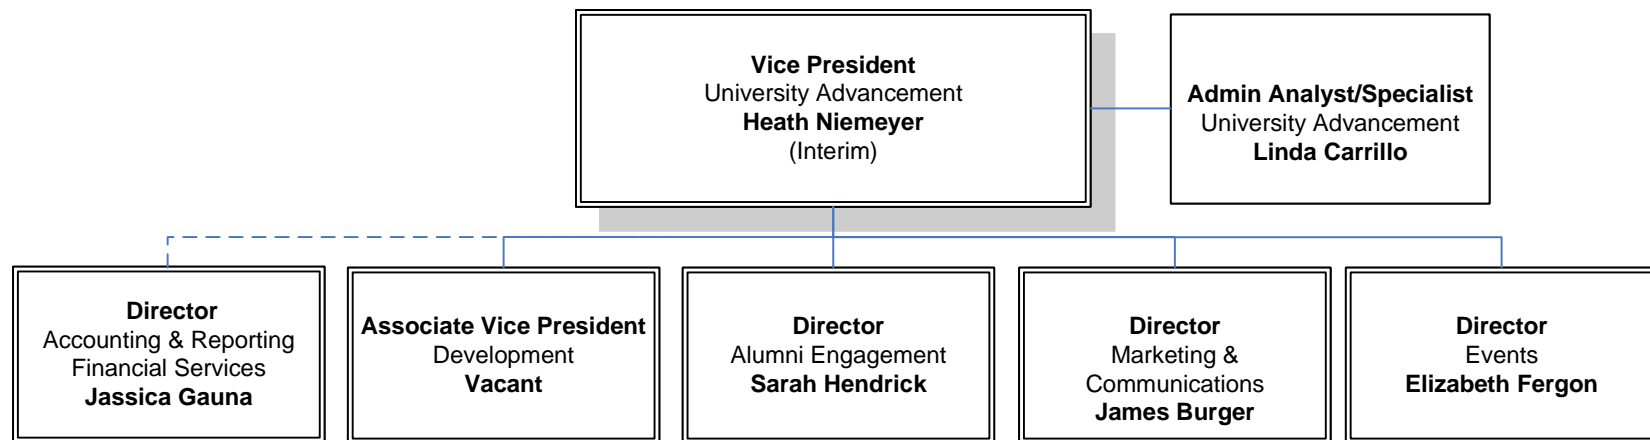 Vice President
University Advancement
Heath Niemeyer
(Interim)
Admin Analyst/Specialist
University Advancement
Linda Carrillo
Director
Accounting & Reporting
Financial Services
Jassica Gauna
Associate Vice President
Development
Vacant
Director
Alumni Engagement
Sarah Hendrick
Director
Marketing &
Communications
James Burger
Director
Events
Elizabeth Fergon